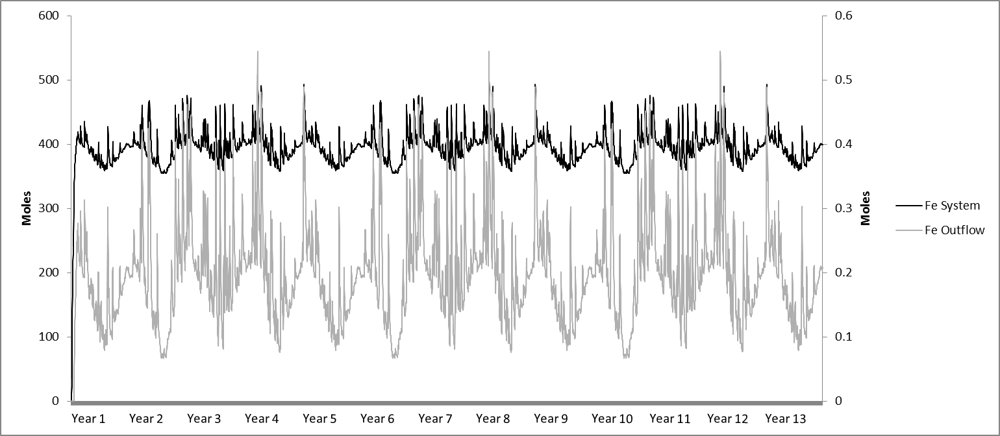 600
500
400
300
200
100
0
Moles
0.6
0.5
0.4
0.3
0.2
0.1
0
Moles
Year 1 Year 2 Year 3 Year 4 Year 5 Year 6 Year 7 Year 8 Year 9 Year 10 Year 11 Year 12 Year 13
Fe System
Fe Outflow